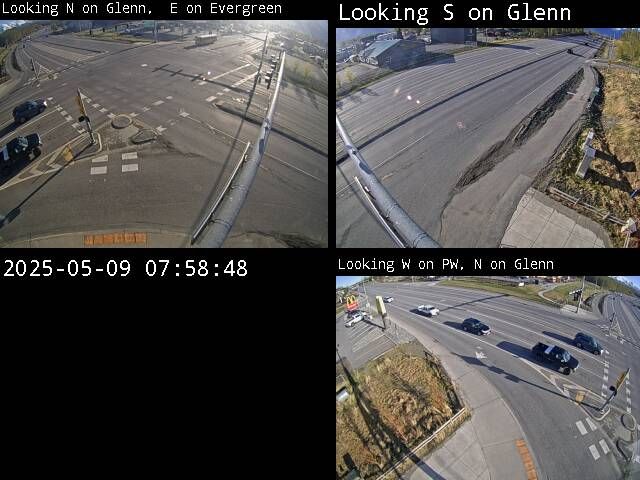 Looking N on Glenn,  E on Evergreen
Looking S on Glenn
2025-05-09 07:58:48
Looking W on PW, N on Glenn